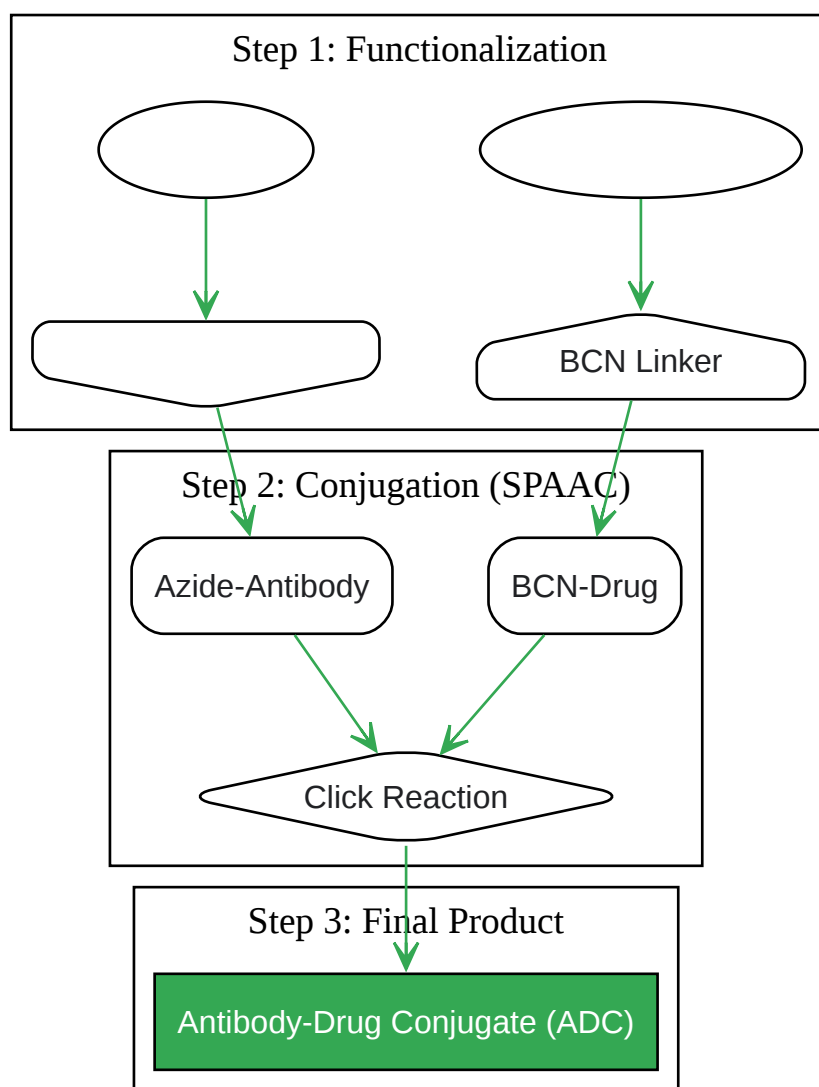 Step 1: Functionalization
BCN Linker
Step 2: Conjugation (SPAAC)
Azide-Antibody
BCN-Drug
Click Reaction
Step 3: Final Product
Antibody-Drug Conjugate (ADC)